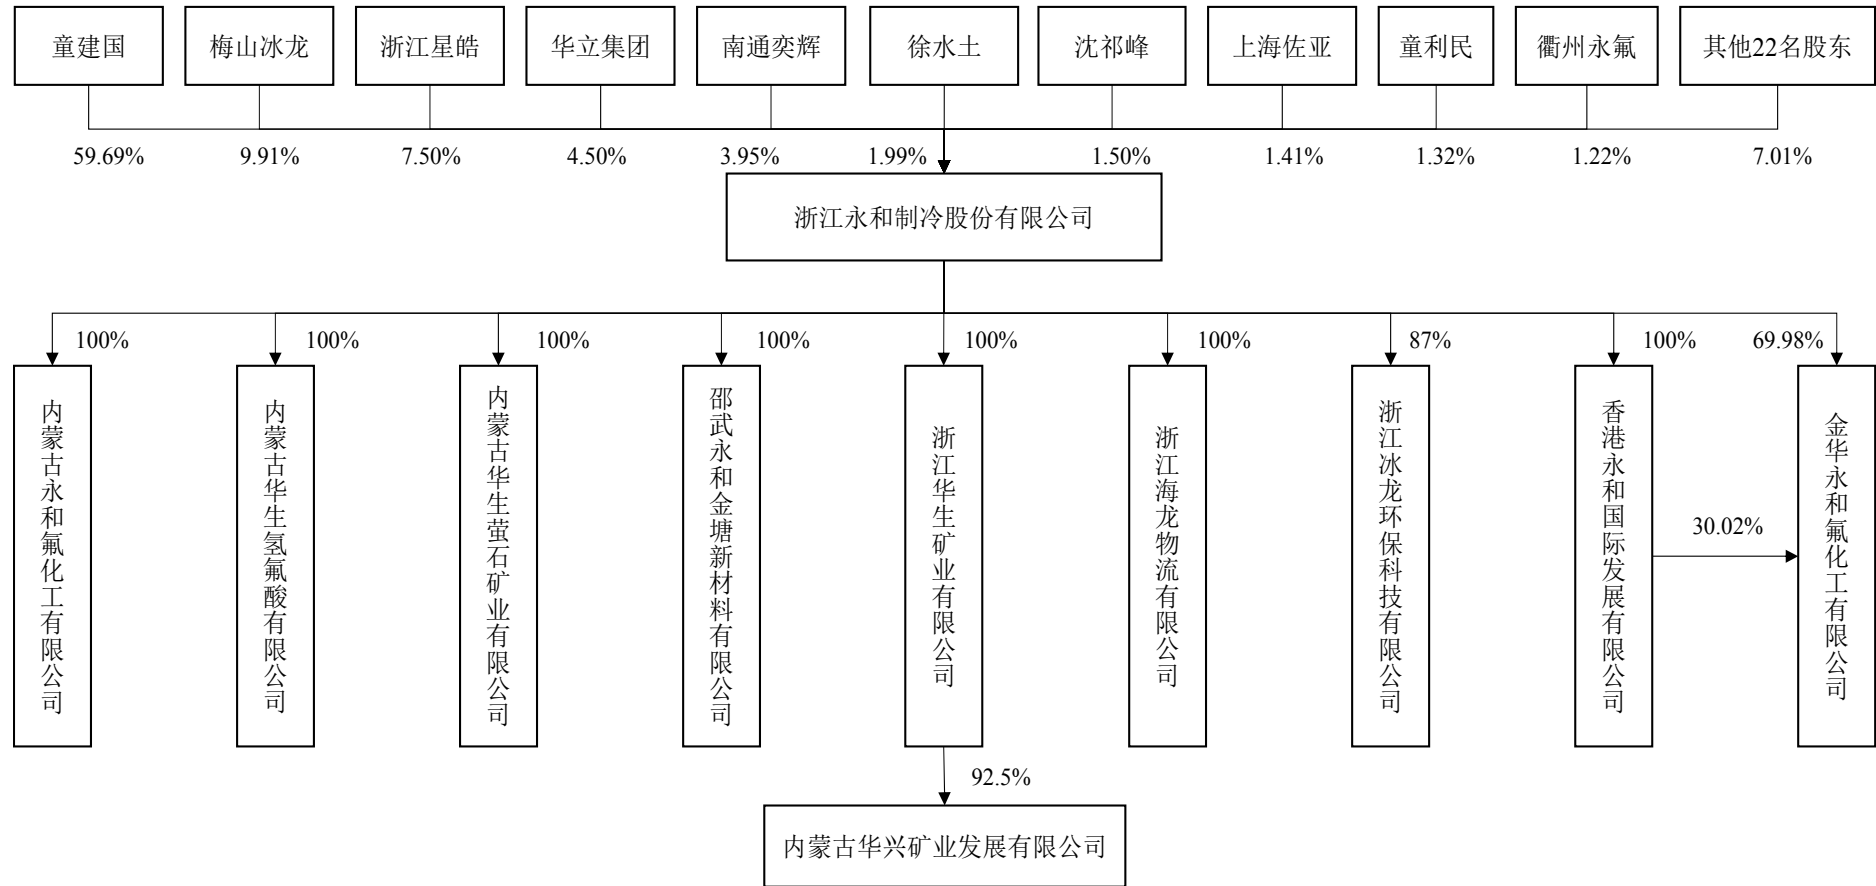 童建国
梅山冰龙
浙江星皓
华立集团
南通奕辉
徐水土
沈祁峰
上海佐亚
童利民
衢州永氟
其他22名股东
59.69%
9.91%
7.50%
4.50%
3.95%
1.99%
1.50%
1.41%
1.32%
1.22%
7.01%
浙江永和制冷股份有限公司
100%
100%
100%
100%
100%
100%
87%
100%
69.98%
内蒙古永和氟化工有限公司
内蒙古华生氢氟酸有限公司
内蒙古华生萤石矿业有限公司
邵武永和金塘新材料有限公司
浙江华生矿业有限公司
浙江海龙物流有限公司
浙江冰龙环保科技有限公司
香港永和国际发展有限公司
30.02%
金华永和氟化工有限公司
92.5%
内蒙古华兴矿业发展有限公司